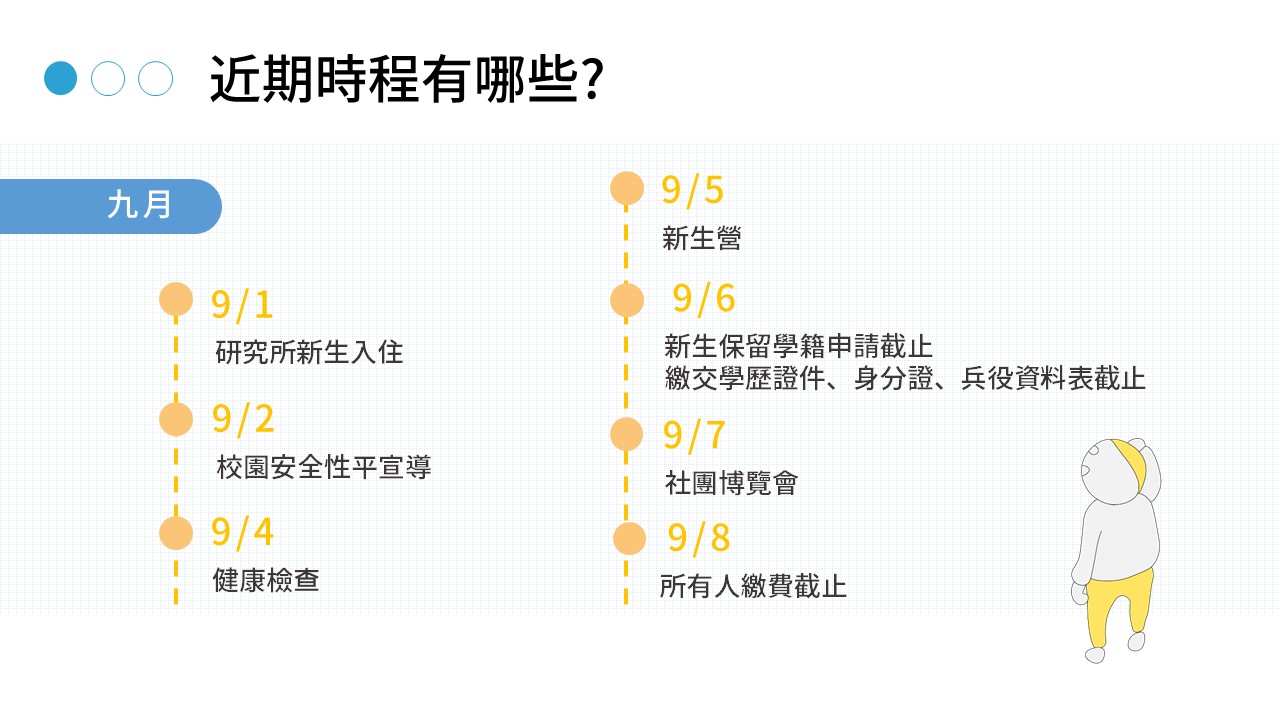 近期時程有哪些?
九月
9/1
研究所新生入住
9/2
校園安全性平宣導
9/4
健康檢查
9/5
新生營
9/6
新生保留學籍申請截止
繳交學歷證件、身分證、兵役資料表截止
9/7
社團博覽會
9/8
所有人繳費截止